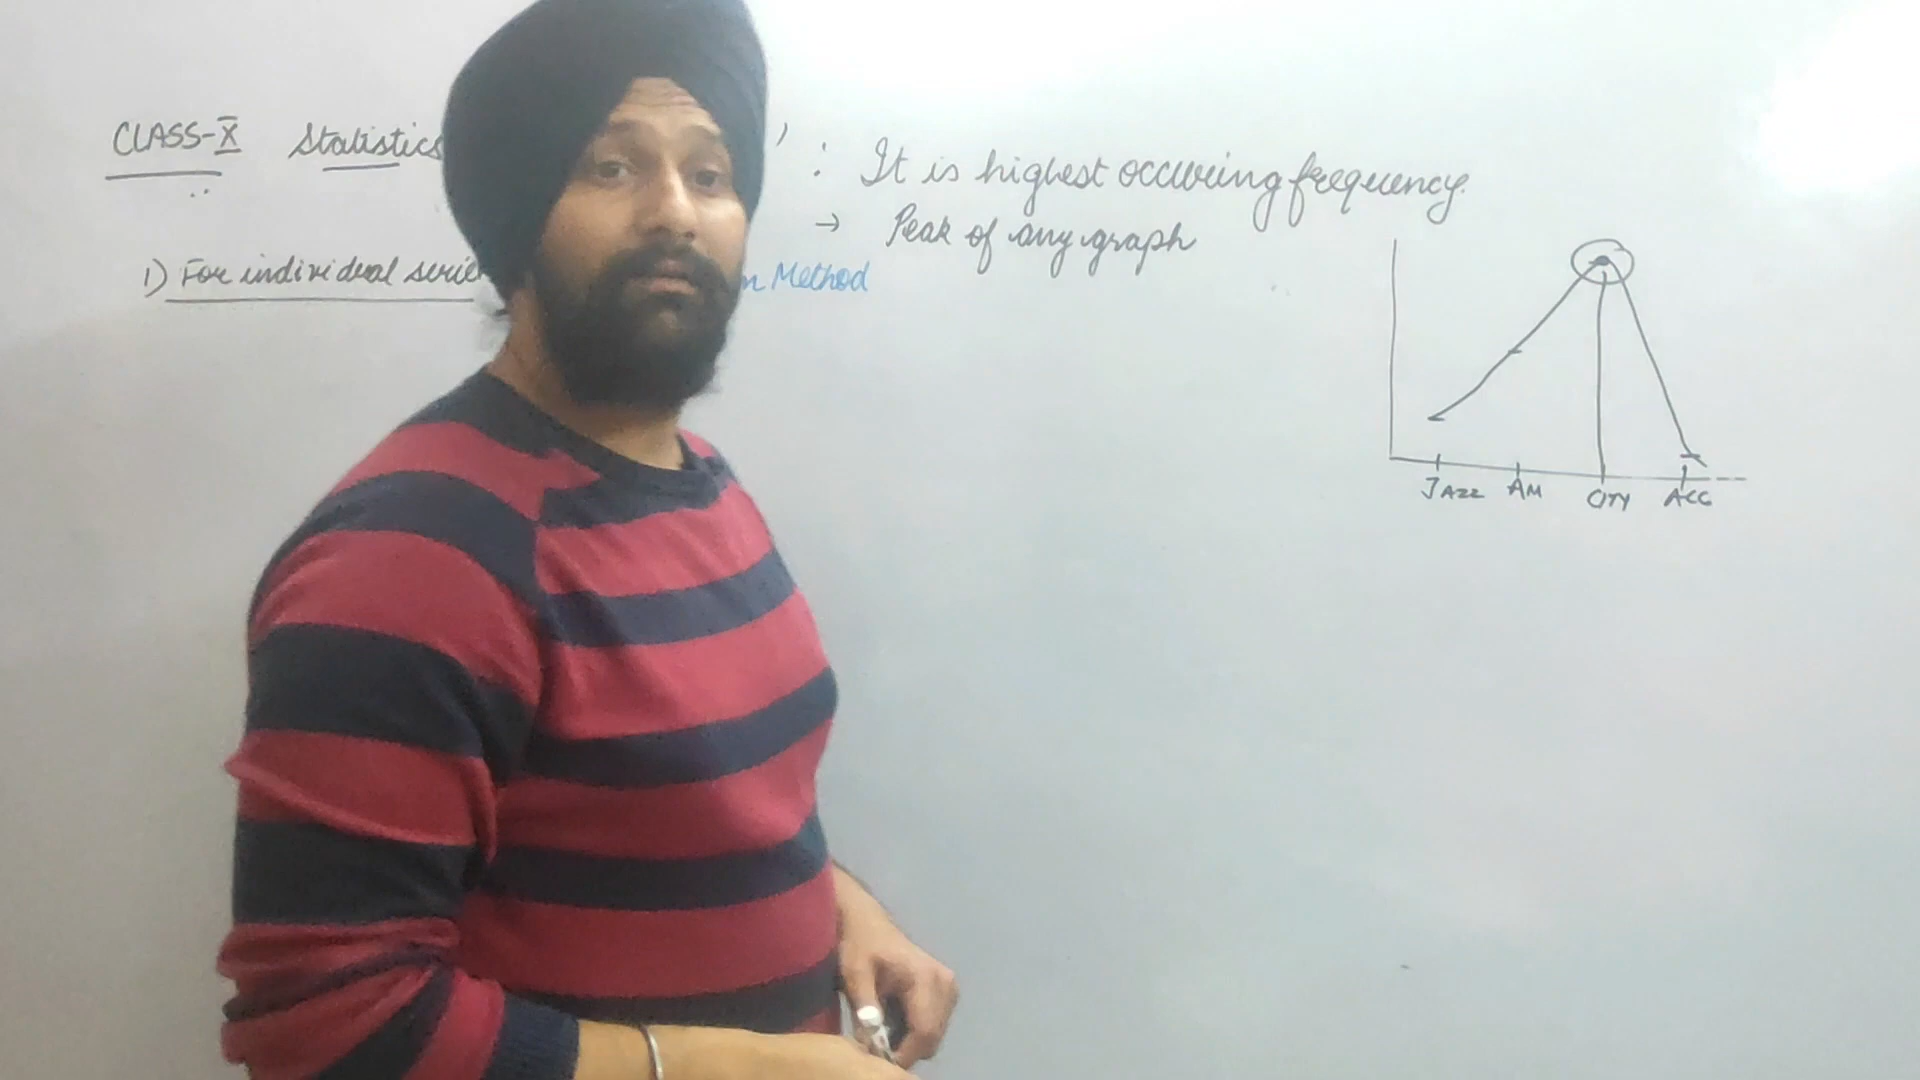 CLASS-X Statistics : It is highest occuring frequency.
→ Peak of any graph
1) For individual serie Method
JAZZ AM CITY ACC